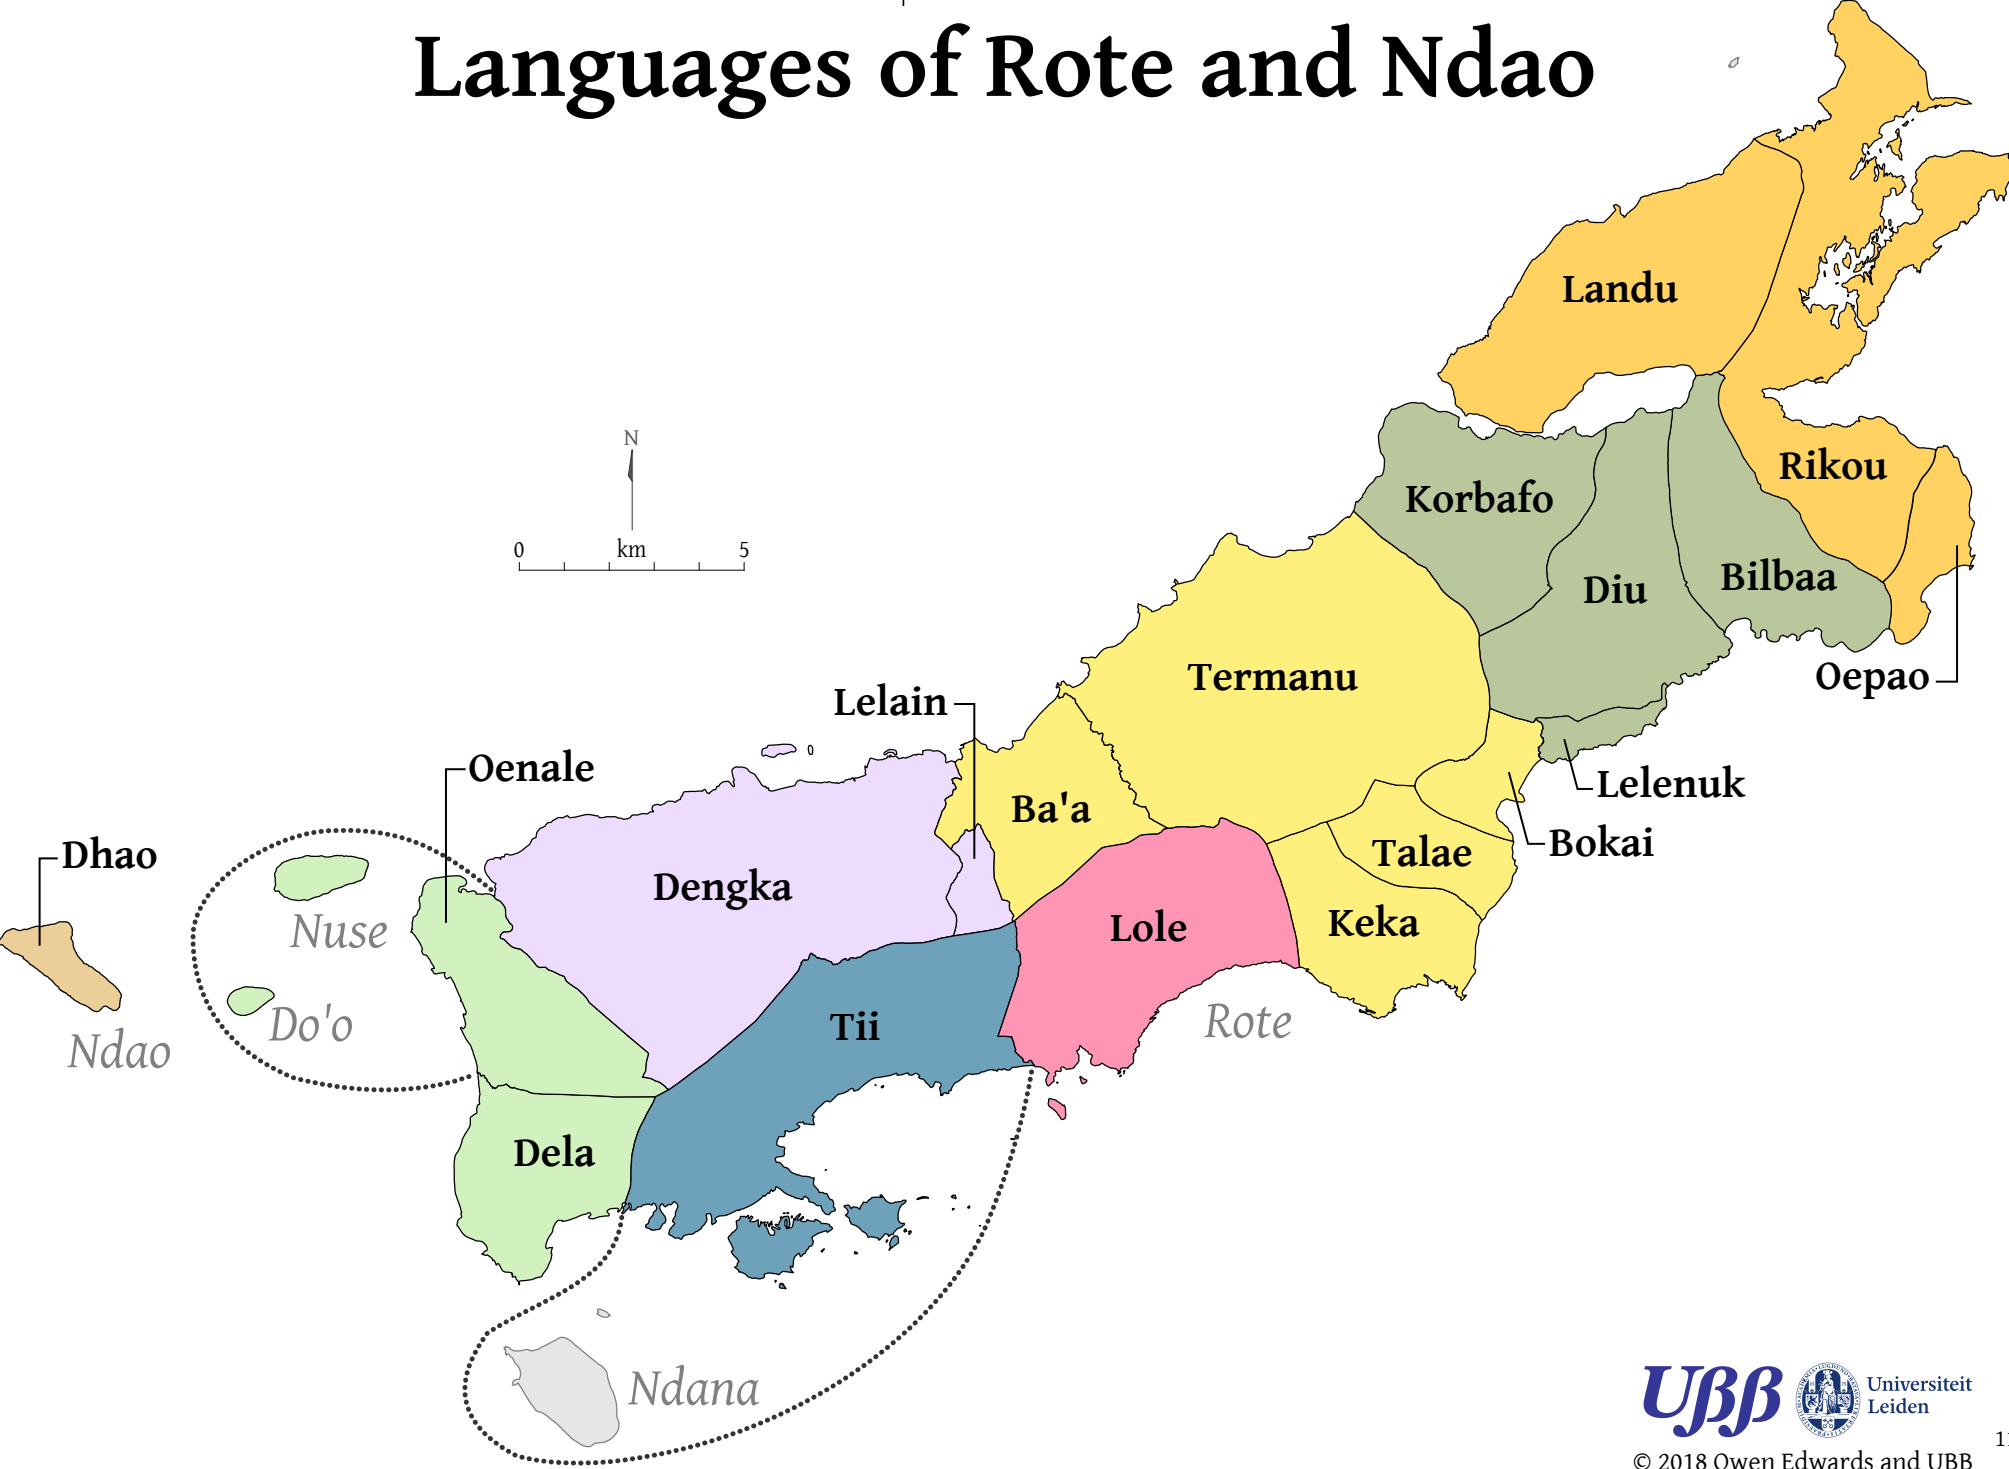 Languages of Rote and Ndao
Landu
N
Rikou
Korbafo
0 km 5
Diu
Bilbaa
Termanu
Oepao
Lelain
Oenale
Lelenuk
Ba'a
Bokai
Dhao
Talae
Dengka
Nuse
Lole
Keka
Do'o
Rote
Tii
Ndao
Dela
Ndana
UBB
Universiteit
Leiden
© 2018 Owen Edwards and UBB